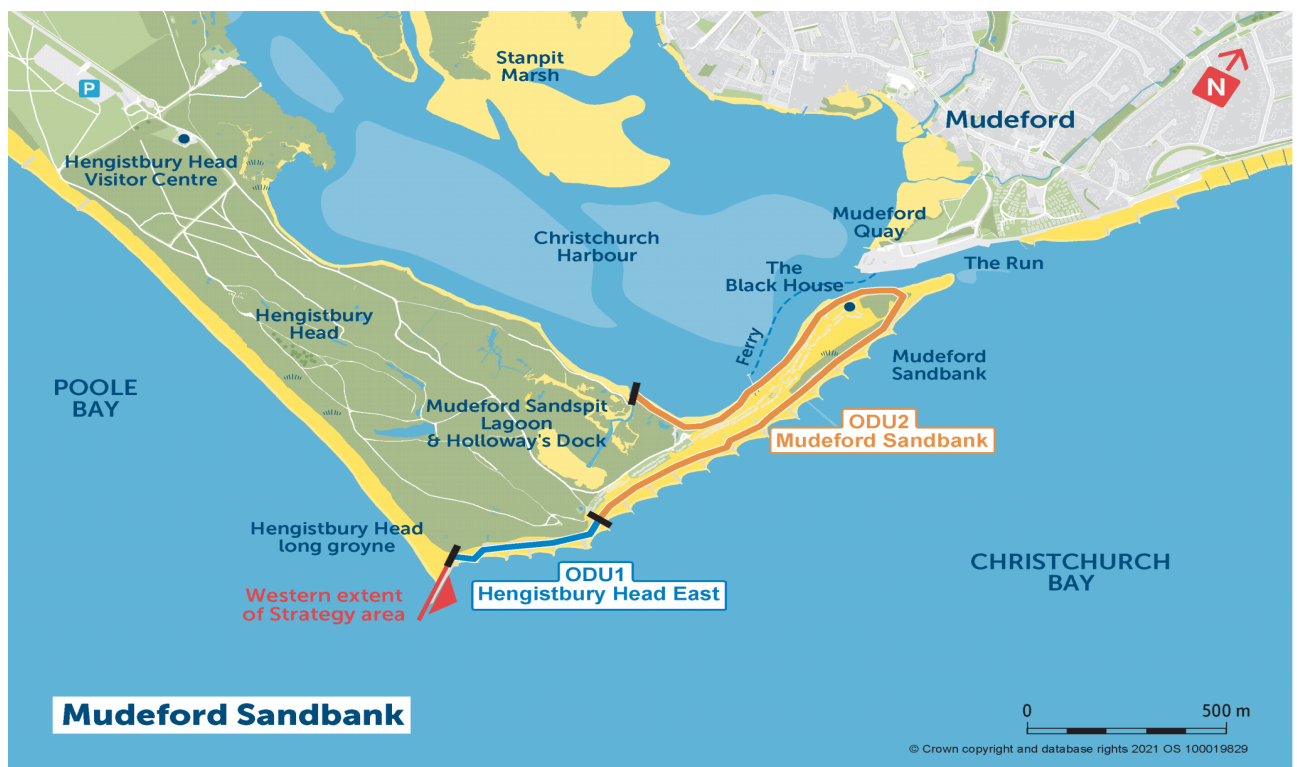 Stanpit
Marsh
N
P
Mudeford
Hengistbury Head
Visitor Centre
Mudeford
Quay
Christchurch
Harbour
The Run
The
Black House
Hengistbury
Head
Ferry
Mudeford
Sandbank
POOLE
BAY
Mudeford Sandspit
Lagoon
& Holloway's Dock
ODU2
Mudeford Sandbank
Hengistbury Head
long groyne
CHRISTCHURCH
BAY
ODU1
Hengistbury Head East
Western extent
of Strategy area
Mudeford Sandbank
0 500 m
© Crown copyright and database rights 2021 OS 100019829